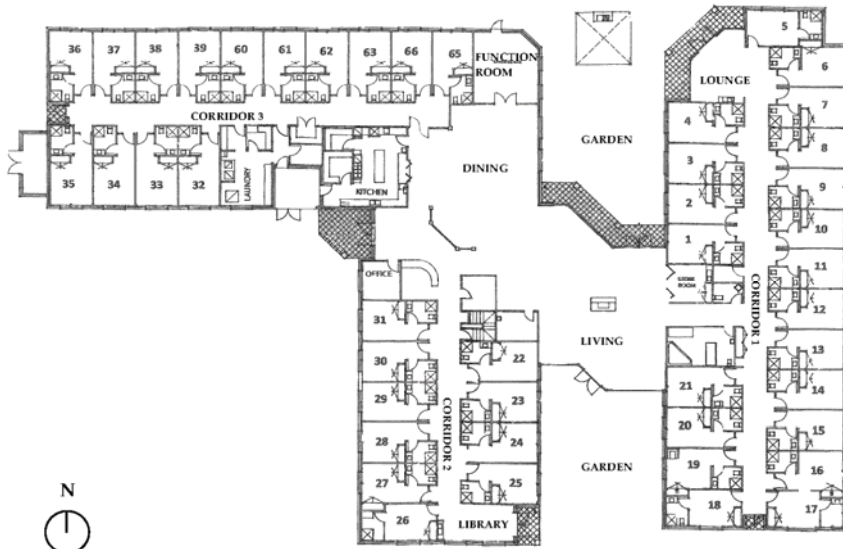 36 37 38 39 60 61 62 63 66 65
FUNCTION
ROOM
CORRIDOR 3
35 34 33 32
LAUNDRY
KITCHEN
DINING
GARDEN
5
LOUNGE
6
7
8
9
10
11
12
13
14
15
16
17
4
3
2
1
STORE
ROOM
CORRIDOR 1
21
20
19
18
LIVING
GARDEN
OFFICE
31
30
29
28
27
26
CORRIDOR 2
22
23
24
25
LIBRARY
N